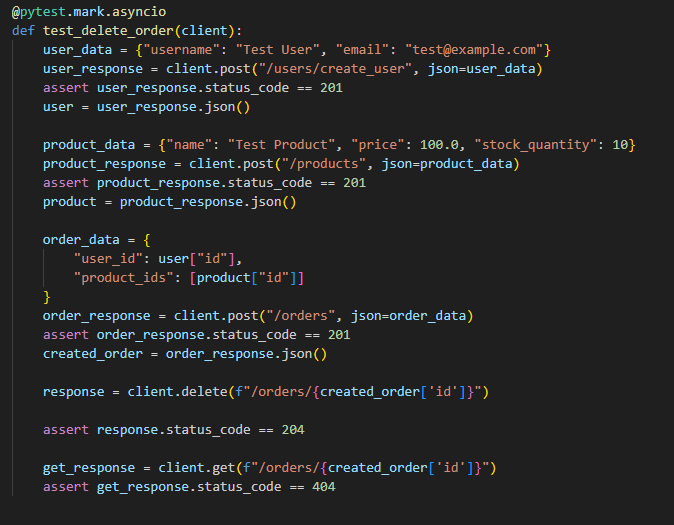 @pytest.mark.asyncio
def test_delete_order(client):
    user_data = {"username": "Test User", "email": "test@example.com"}
    user_response = client.post("/users/create_user", json=user_data)
    assert user_response.status_code == 201
    user = user_response.json()

    product_data = {"name": "Test Product", "price": 100.0, "stock_quantity": 10}
    product_response = client.post("/products", json=product_data)
    assert product_response.status_code == 201
    product = product_response.json()

    order_data = {
        "user_id": user["id"],
        "product_ids": [product["id"]]
    }
    order_response = client.post("/orders", json=order_data)
    assert order_response.status_code == 201
    created_order = order_response.json()

    response = client.delete(f"/orders/{created_order['id']}")

    assert response.status_code == 204

    get_response = client.get(f"/orders/{created_order['id']}")
    assert get_response.status_code == 404